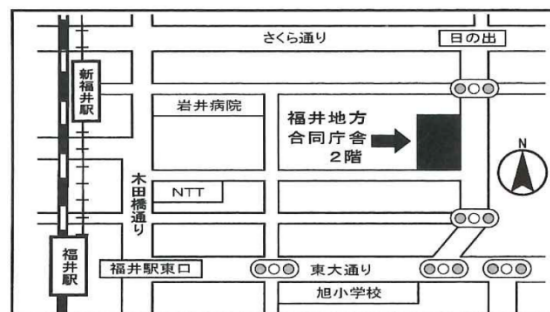 さくら通り
日の出
新福井駅
岩井病院
福井地方
合同庁舎
2階
N
木田橋通り
NTT
福井駅
福井駅東口
東大通り
旭小学校